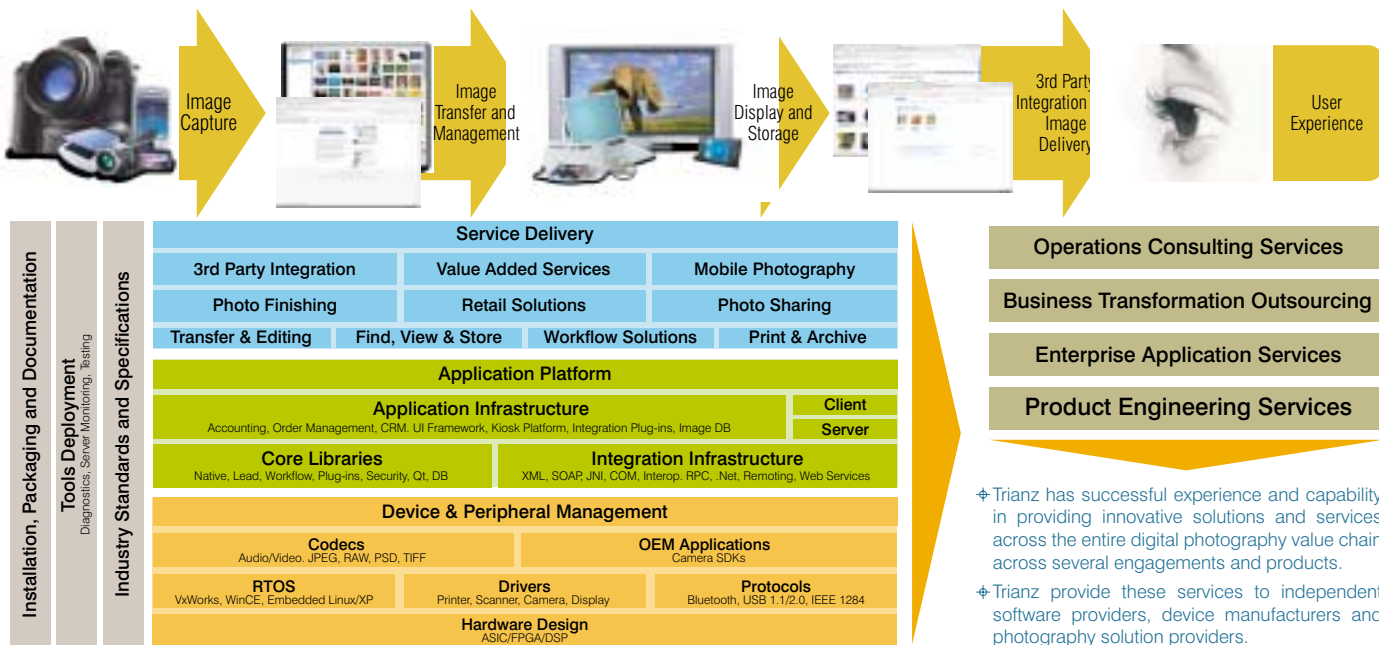 Image
Capture
Image
Transfer and
Management
Image
Display and
Storage
3rd Party
Integration
Image
Delivery
User
Experience
Installation, Packaging and Documentation
Tools Deployment
Diagnostics, Server Monitoring, Testing
Industry Standards and Specifications
Service Delivery
3rd Party Integration
Value Added Services
Mobile Photography
Photo Finishing
Retail Solutions
Photo Sharing
Transfer & Editing
Find, View & Store
Workflow Solutions
Print & Archive
Application Platform
Application Infrastructure
Accounting, Order Management, CRM. UI Framework, Kiosk Platform, Integration Plug-ins, Image DB
Client
Server
Core Libraries
Native, Lead, Workflow, Plug-ins, Security, Qt, DB
Integration Infrastructure
XML, SOAP, JNI, COM, Interop. RPC, .Net, Remoting, Web Services
Device & Peripheral Management
Codecs
Audio/Video. JPEG, RAW, PSD, TIFF
OEM Applications
Camera SDKs
RTOS
VxWorks, WinCE, Embedded Linux/XP
Drivers
Printer, Scanner, Camera, Display
Protocols
Bluetooth, USB 1.1/2.0, IEEE 1284
Hardware Design
ASIC/FPGA/DSP
Operations Consulting Services
Business Transformation Outsourcing
Enterprise Application Services
Product Engineering Services
Trianz has successful experience and capability
in providing innovative solutions and services
across the entire digital photography value chain
across several engagements and products.
Trianz provide these services to independent
software providers, device manufacturers and
photography solution providers.